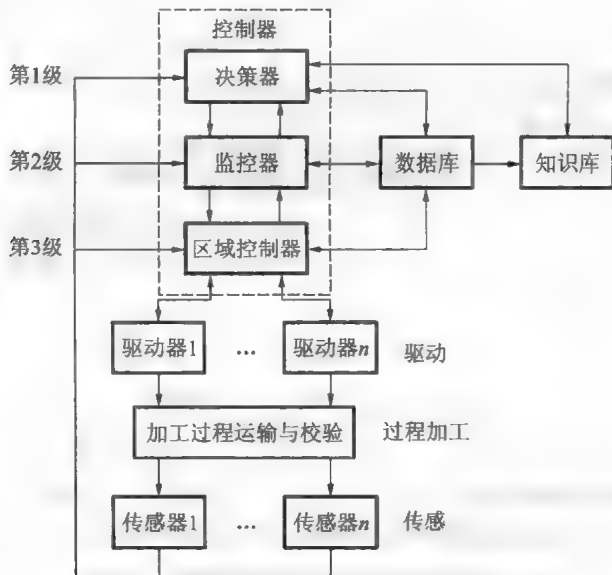 控制器
第1级
决策器
第2级
监控器
数据库
知识库
第3级
区域控制器
驱动器1
…
驱动器n
驱动
加工过程运输与校验
过程加工
传感器1
…
传感器n
传感